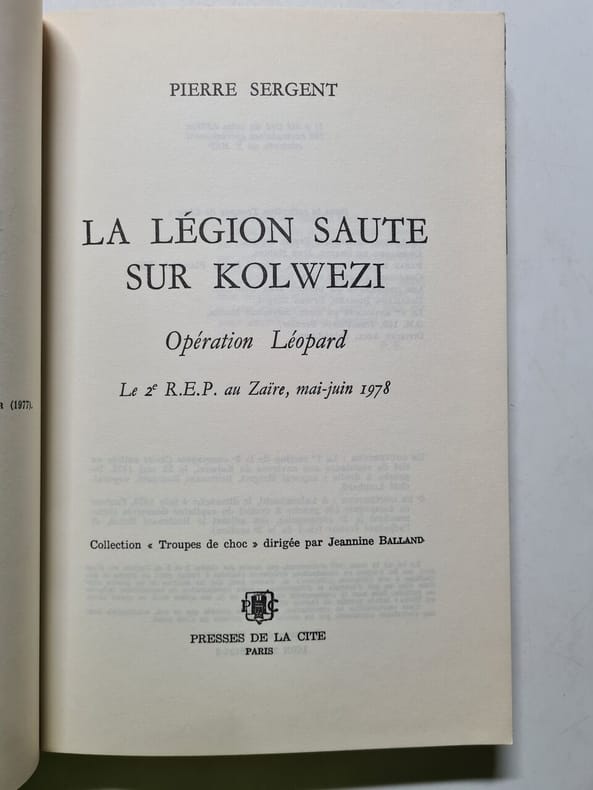 PIERRE SERGENT
LA LÉGION SAUTE
SUR KOLWEZI
Opération Léopard
Le 2e R.E.P. au Zaïre, mai-juin 1978
(1977).
Collection « Troupes de choc » dirigée par Jeannine BALLAND
P C
PRESSES DE LA CITE
PARIS